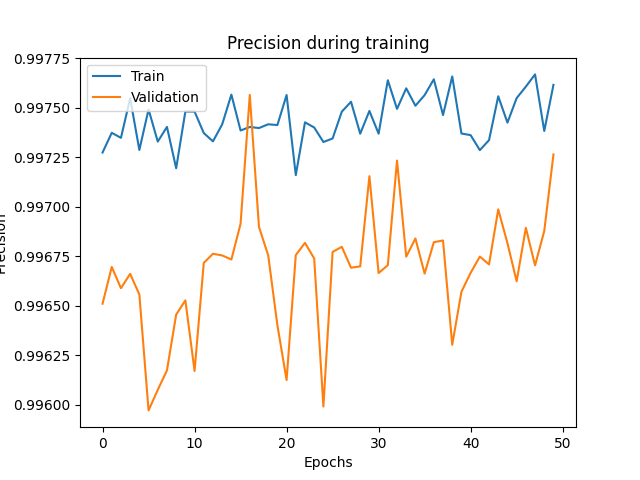 Precision during training
0.99775
0.99750
0.99725
0.99700
0.99675
0.99650
0.99625
0.99600
Precision
Train
Validation
0 10 20 30 40 50
Epochs